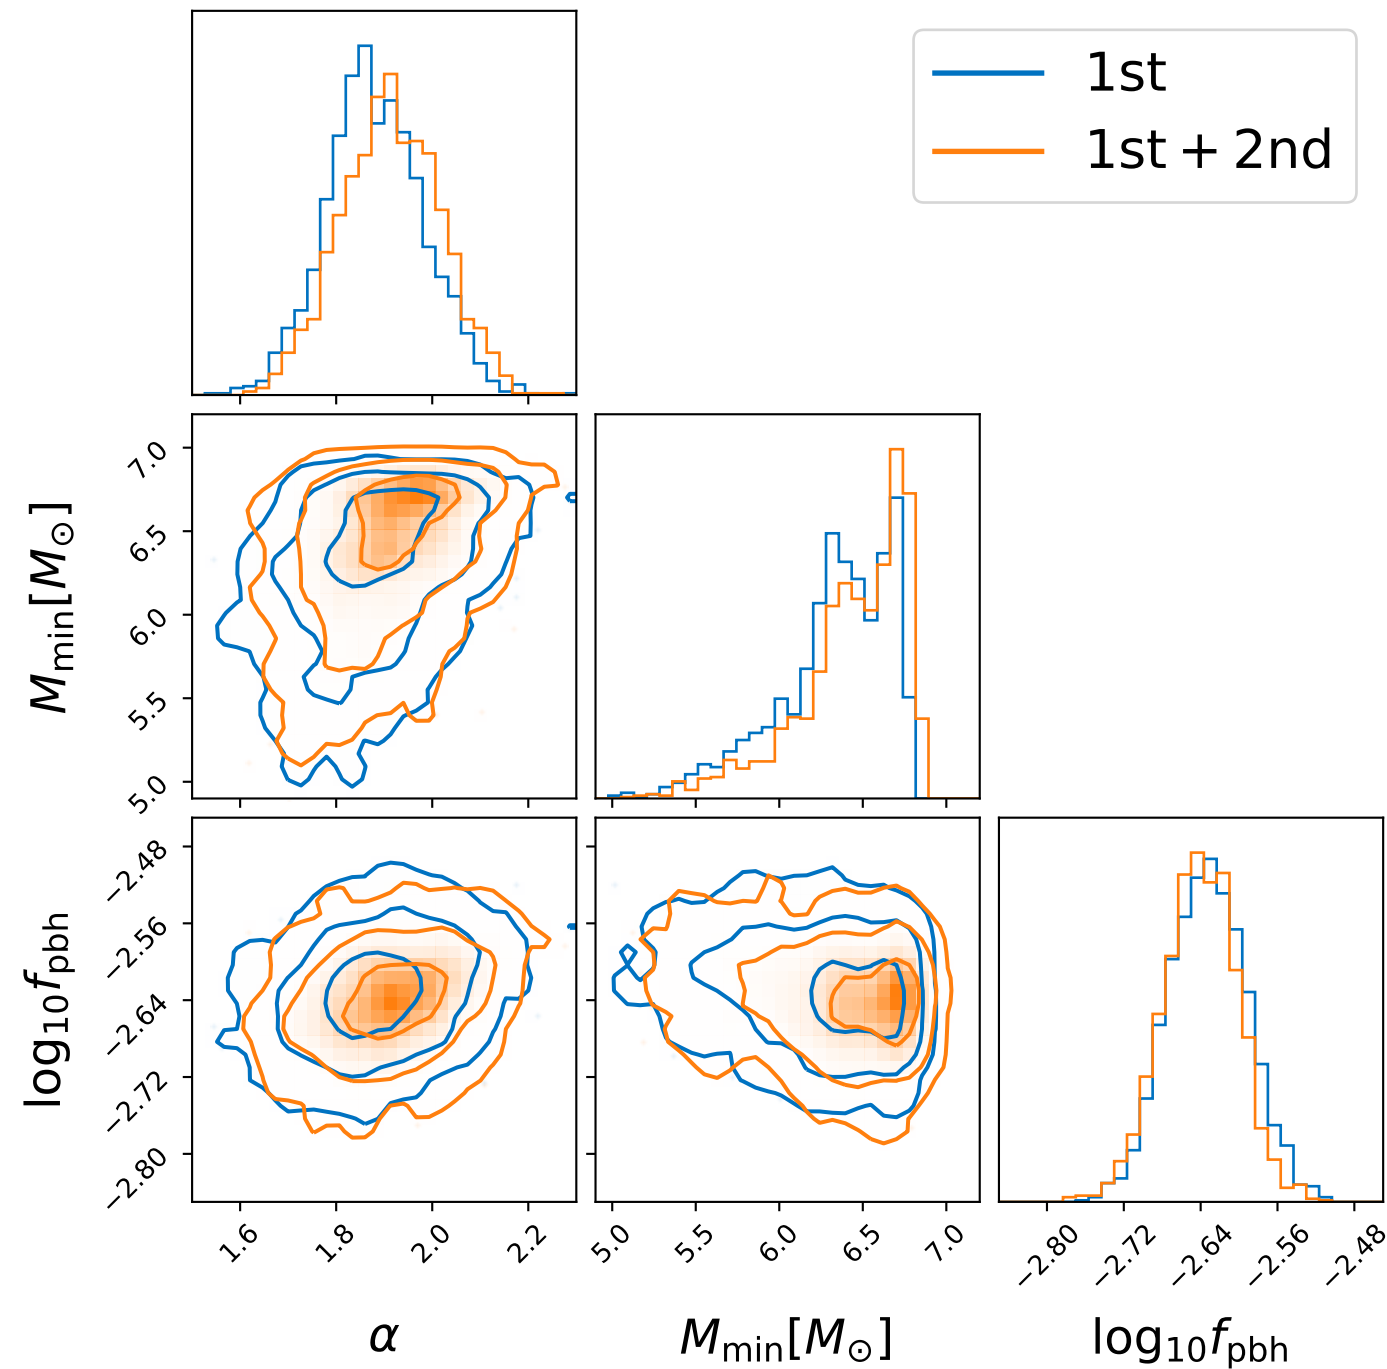 1st
1st + 2nd
7.0
6.5
6.0
5.5
5.0
M_min[M_⊙]
−2.48
−2.56
−2.64
−2.72
−2.80
log₁₀f_pbh
1.6 1.8 2.0 2.2 5.0 5.5 6.0 6.5 7.0 −2.80 −2.72 −2.64 −2.56 −2.48
α M_min[M_⊙] log₁₀f_pbh